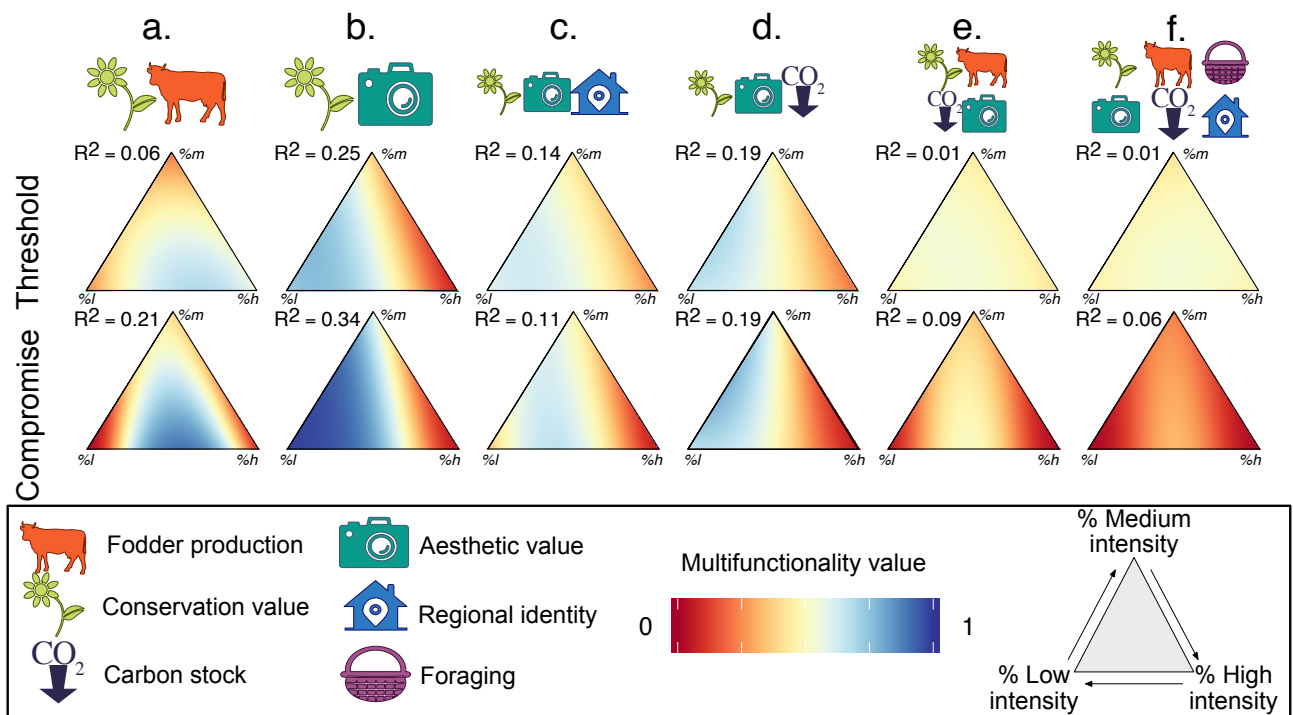 a. b. c. d. e. f.
CO2 CO2 CO2
R2 = 0.06 %m R2 = 0.25 %m R2 = 0.14 %m R2 = 0.19 %m R2 = 0.01 %m R2 = 0.01 %m
Threshold
%l %h %l %h %l %h %l %h %l %h %l %h
R2 = 0.21 %m R2 = 0.34 %m R2 = 0.11 %m R2 = 0.19 %m R2 = 0.09 %m R2 = 0.06 %m
Compromise
%l %h %l %h %l %h %l %h %l %h %l %h
Fodder production
Conservation value
CO2 Carbon stock
Aesthetic value
Regional identity
Foraging
Multifunctionality value
0 1
% Medium
intensity
% Low
intensity
% High
intensity